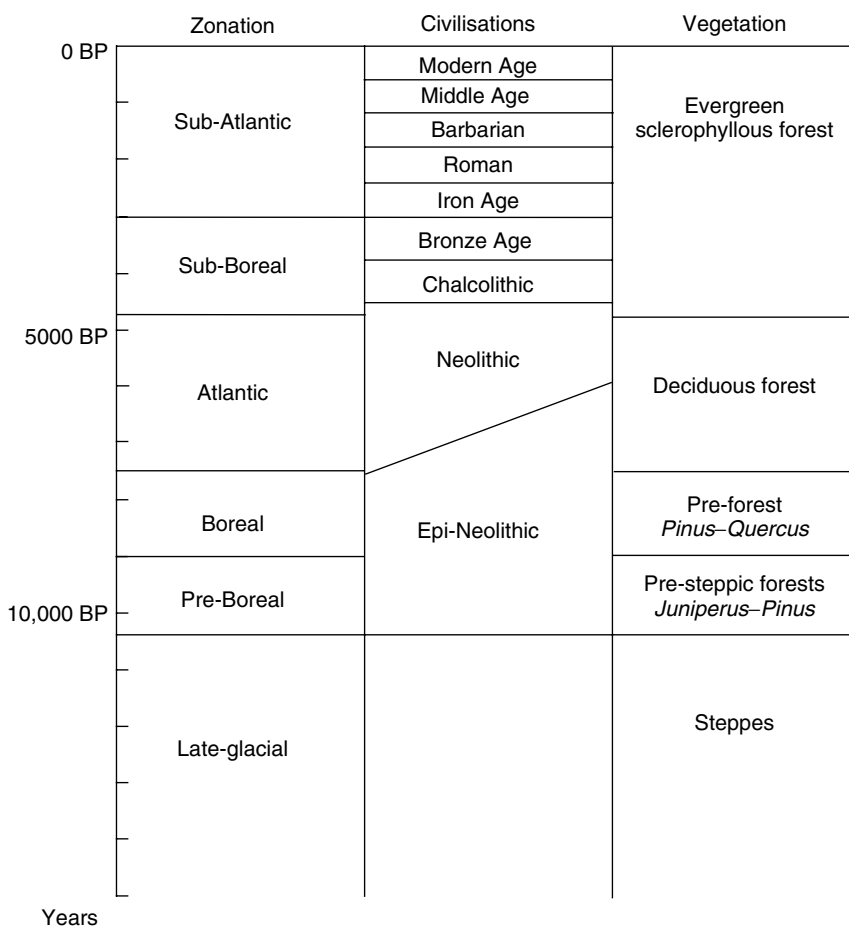 Zonation
Civilisations
Vegetation
0 BP
Modern Age
Middle Age
Evergreen
sclerophyllous forest
Sub-Atlantic
Barbarian
Roman
Iron Age
Bronze Age
Sub-Boreal
Chalcolithic
5000 BP
Neolithic
Deciduous forest
Atlantic
Pre-forest
Pinus–Quercus
Boreal
Epi-Neolithic
Pre-steppic forests
Juniperus–Pinus
Pre-Boreal
10,000 BP
Steppes
Late-glacial
Years